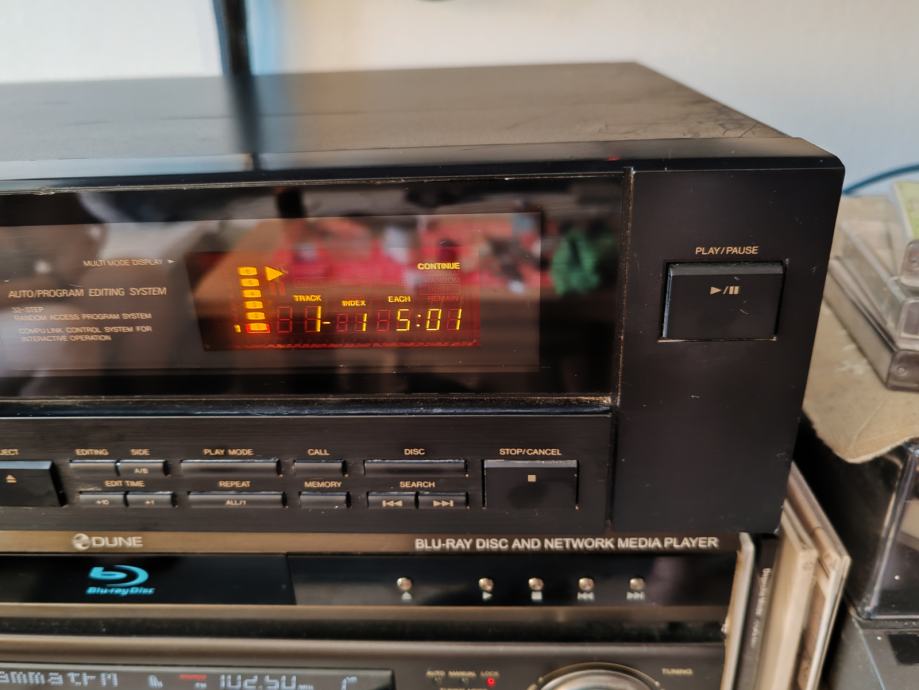 MULTI MODE DISPLAY
AUTO/PROGRAM EDITING SYSTEM
32-STEP
RANDOM ACCESS PROGRAM SYSTEM
COMPU LINK CONTROL SYSTEM FOR
INTERACTIVE OPERATION
CONTINUE
TRACK INDEX EACH REMAIN
1 1- 1 5:01
PLAY/PAUSE
EDITING SIDE PLAY MODE CALL DISC STOP/CANCEL
A/B
EDIT TIME REPEAT MEMORY SEARCH
+10 +1 ALL/1
DUNE
BLU-RAY DISC AND NETWORK MEDIA PLAYER
Blu-ray Disc
102.50
AUTO MANUAL LOCK
TUNING